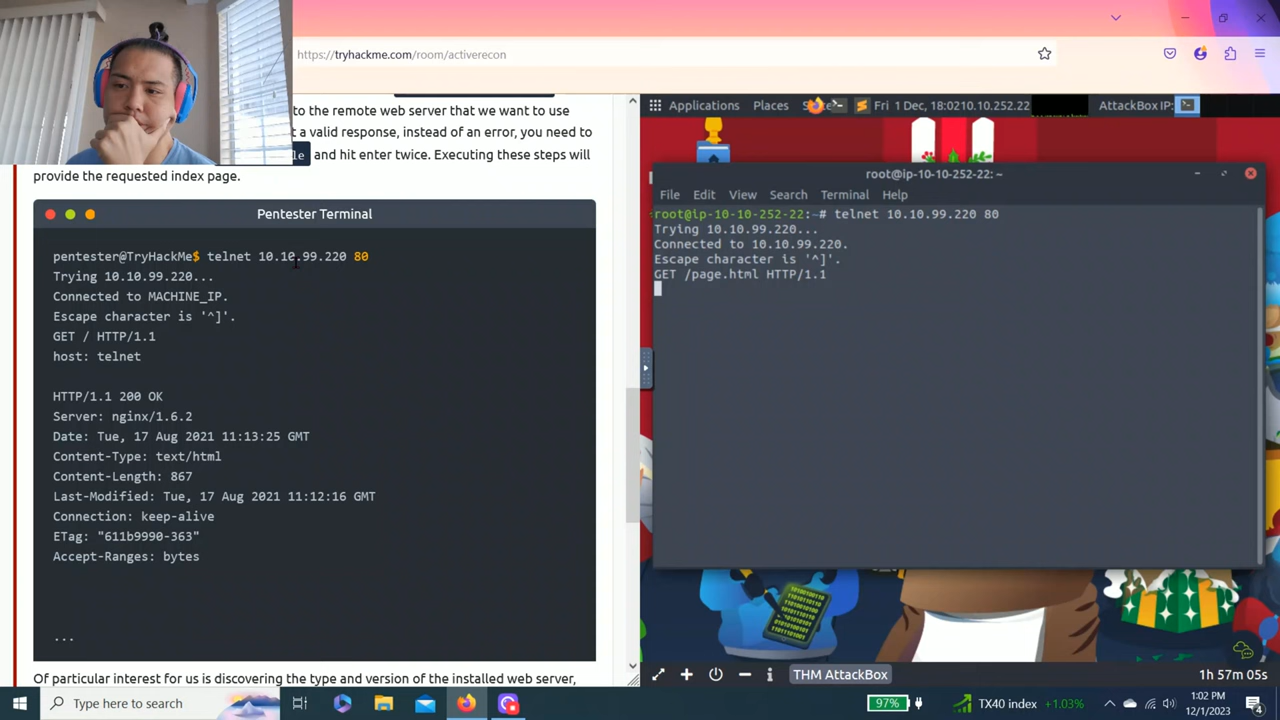 https://tryhackme.com/room/activerecon
to the remote web server that we want to use
t a valid response, instead of an error, you need to
le and hit enter twice. Executing these steps will
provide the requested index page.
Pentester Terminal
pentester@TryHackMe$ telnet 10.10.99.220 80
Trying 10.10.99.220...
Connected to MACHINE_IP.
Escape character is '^]'.
GET / HTTP/1.1
host: telnet
HTTP/1.1 200 OK
Server: nginx/1.6.2
Date: Tue, 17 Aug 2021 11:13:25 GMT
Content-Type: text/html
Content-Length: 867
Last-Modified: Tue, 17 Aug 2021 11:12:16 GMT
Connection: keep-alive
ETag: "611b9990-363"
Accept-Ranges: bytes
...
Of particular interest for us is discovering the type and version of the installed web server,
Applications Places Fri 1 Dec, 18:02 10.10.252.22 AttackBox IP:
root@ip-10-10-252-22: ~
File Edit View Search Terminal Help
root@ip-10-10-252-22:~# telnet 10.10.99.220 80
Trying 10.10.99.220...
Connected to 10.10.99.220.
Escape character is '^]'.
GET /page.html HTTP/1.1
THM AttackBox
1h 57m 05s
Type here to search
97%
TX40 index +1.03%
1:02 PM
12/1/2023
4